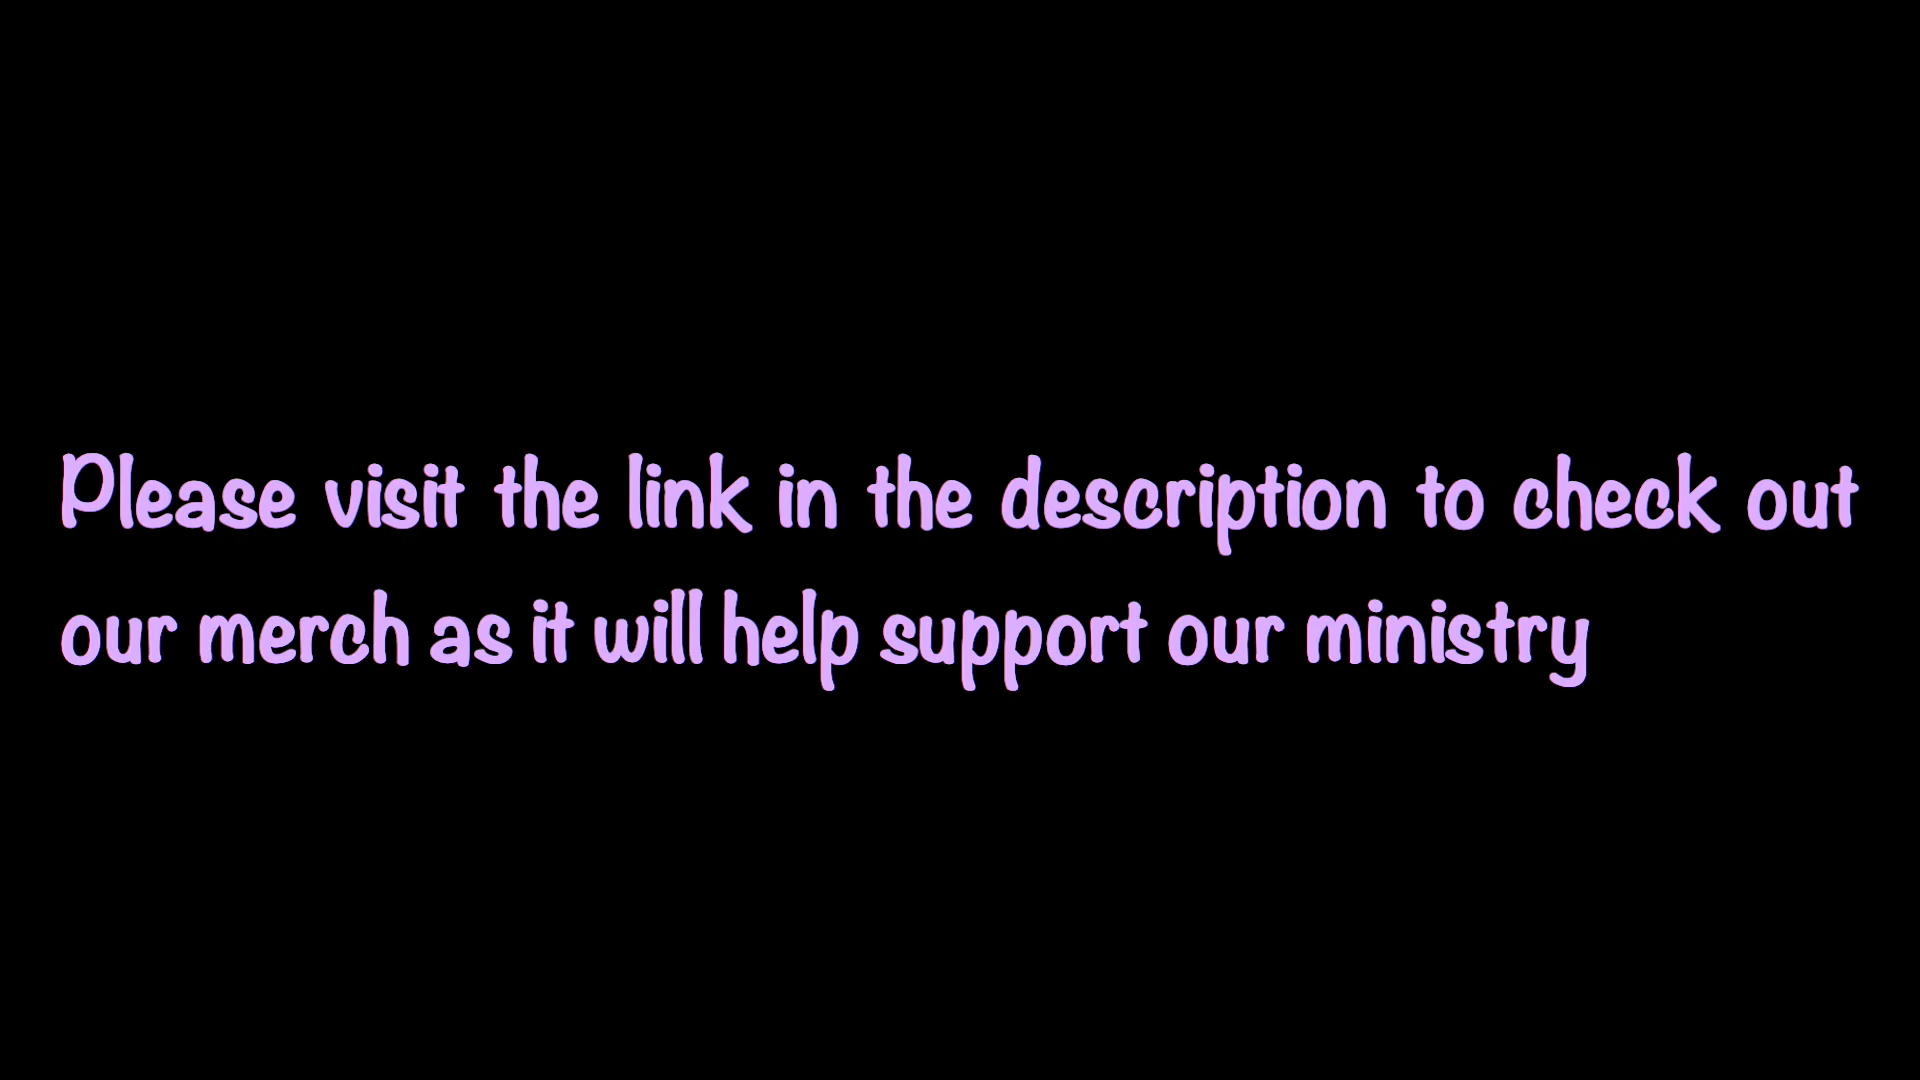 Please visit the link in the description to check out
our merch as it will help support our ministry